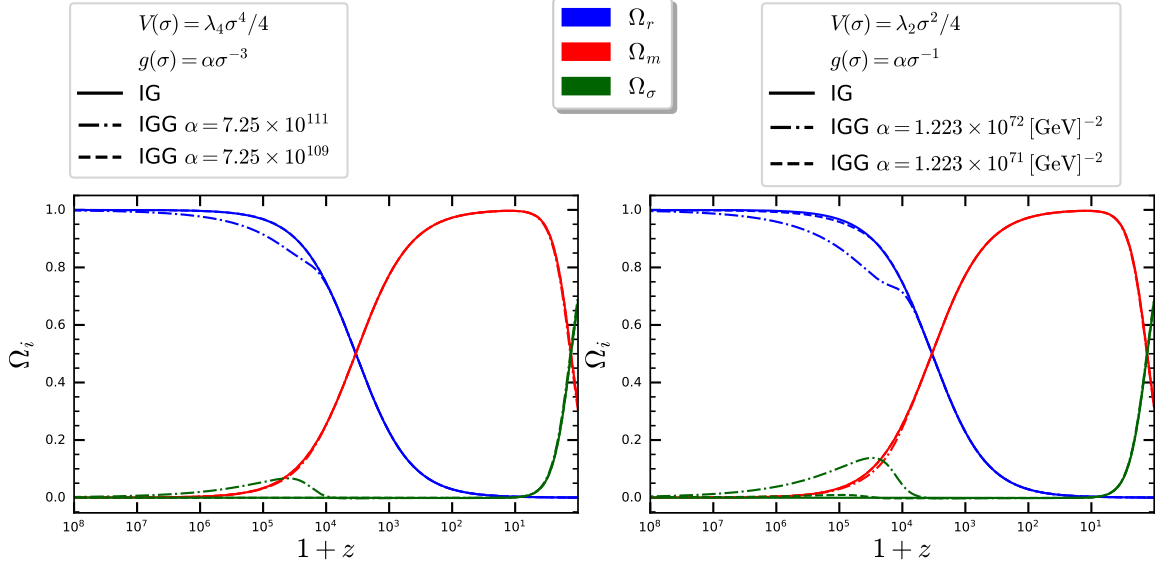 V(σ) = λ₄σ⁴/4
g(σ) = ασ⁻³
IG
IGG α = 7.25 × 10¹¹¹
IGG α = 7.25 × 10¹⁰⁹
Ωᵣ
Ωₘ
Ω_σ
V(σ) = λ₂σ²/4
g(σ) = ασ⁻¹
IG
IGG α = 1.223 × 10⁷² [GeV]⁻²
IGG α = 1.223 × 10⁷¹ [GeV]⁻²
Ωᵢ
1.0
0.8
0.6
0.4
0.2
0.0
10⁸ 10⁷ 10⁶ 10⁵ 10⁴ 10³ 10² 10¹
1 + z
Ωᵢ
1.0
0.8
0.6
0.4
0.2
0.0
10⁸ 10⁷ 10⁶ 10⁵ 10⁴ 10³ 10² 10¹
1 + z